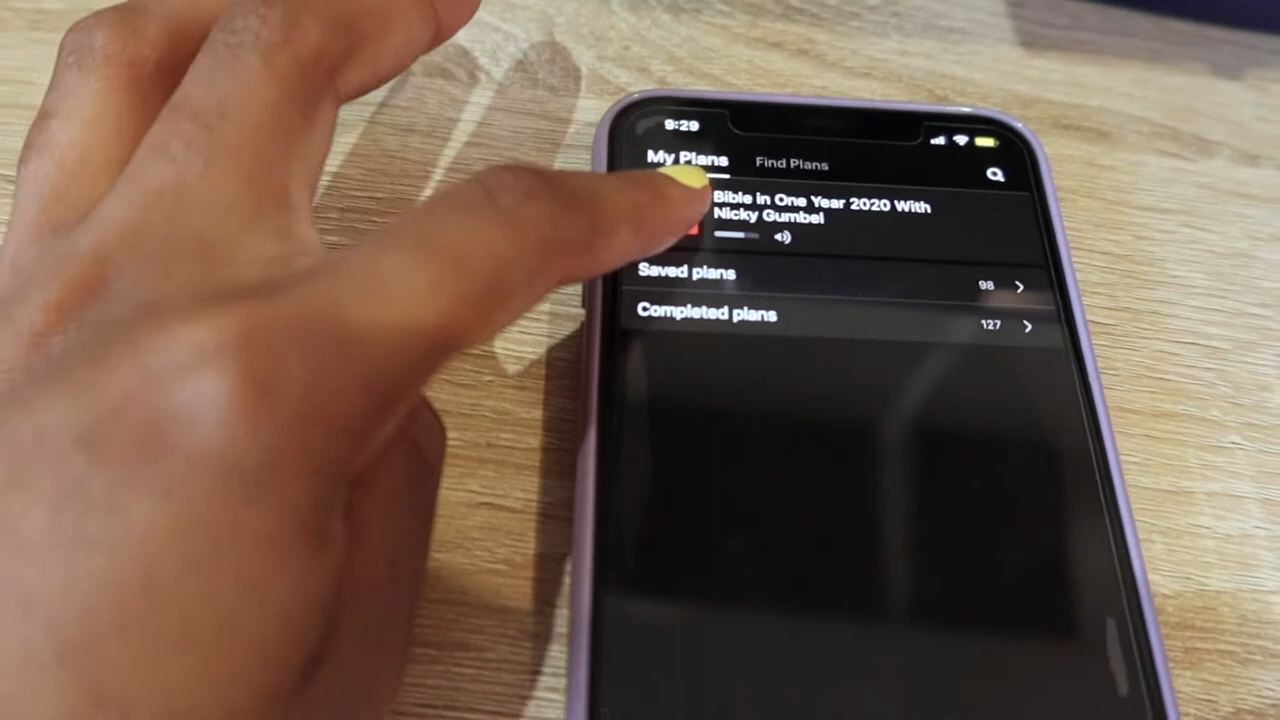 9:29
My Plans
Find Plans
Bible in One Year 2020 With
Nicky Gumbel
Saved plans
98
Completed plans
127